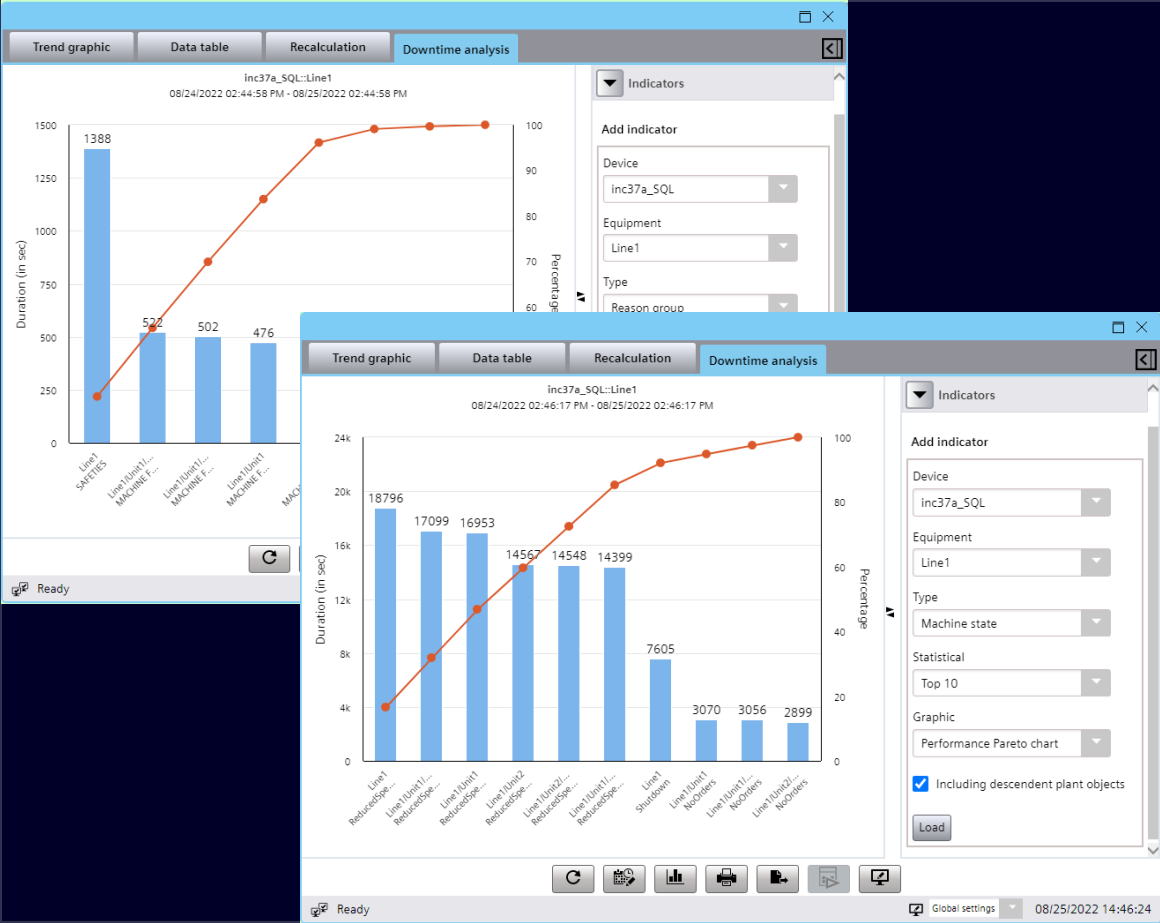 Trend graphic
Data table
Recalculation
Downtime analysis
inc37a_SQL::Line1
08/24/2022 02:44:58 PM - 08/25/2022 02:44:58 PM
Duration (in sec)
1500
1250
1000
750
500
250
0
1388
522
502
476
100
90
80
70
60
Percentage
Line1
SAFETIES
Line1/Unit1/...
MACHINE F...
Line1/Unit1/...
MACHINE F...
Line1/Unit1
MACHINE F...
Indicators
Add indicator
Device
inc37a_SQL
Equipment
Line1
Type
Reason group
Ready
Trend graphic
Data table
Recalculation
Downtime analysis
inc37a_SQL::Line1
08/24/2022 02:46:17 PM - 08/25/2022 02:46:17 PM
Duration (in sec)
24k
20k
16k
12k
8k
4k
0
18796
17099
16953
14567
14548
14399
7605
3070
3056
2899
100
80
60
40
20
0
Percentage
Line1
ReducedSpe...
Line1/Unit1/...
ReducedSpe...
Line1/Unit1
ReducedSpe...
Line1/Unit2
ReducedSpe...
Line1/Unit2/...
ReducedSpe...
Line1/Unit1/...
ReducedSpe...
Line1
Shutdown
Line1/Unit1
NoOrders
Line1/Unit1/...
NoOrders
Line1/Unit2/...
NoOrders
Indicators
Add indicator
Device
inc37a_SQL
Equipment
Line1
Type
Machine state
Statistical
Top 10
Graphic
Performance Pareto chart
Including descendent plant objects
Load
Ready
Global settings
08/25/2022 14:46:24